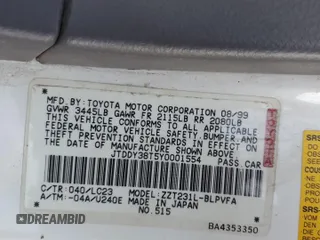 MFD. BY: TOYOTA MOTOR CORPORATION 08/99
GVWR 3445LB GAWR FR 2115LB RR 2080LB
THIS VEHICLE CONFORMS TO ALL APPLICABLE
FEDERAL MOTOR VEHICLE SAFETY, BUMPER, AND
THEFT PREVENTION STANDARDS IN EFFECT ON
THE DATE OF MANUFACTURE SHOWN ABOVE.
JTDDY38T5Y0001554 PASS. CAR
C/TR: 040/LC23 MODEL: ZZT231L-BLPVFA
A/TM: -04A/U240E MADE IN JAPAN
NO. 515
BA4353350
TOYOTA